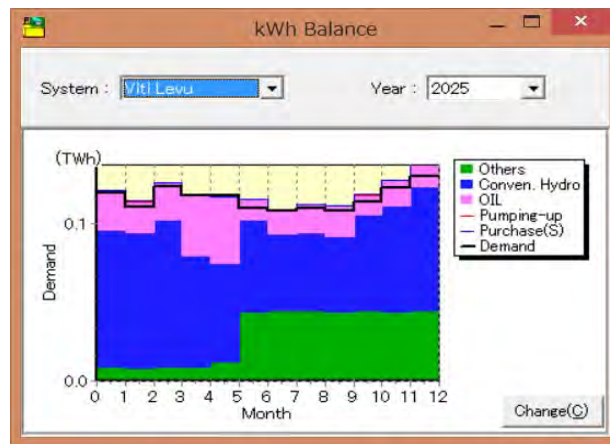 kWh Balance
System : Viti Levu
Year : 2025
(TWh)
0.1
0.0
Demand
0 1 2 3 4 5 6 7 8 9 10 11 12
Month
Others
Conven. Hydro
OIL
Pumping-up
Purchase(S)
Demand
Change(C)